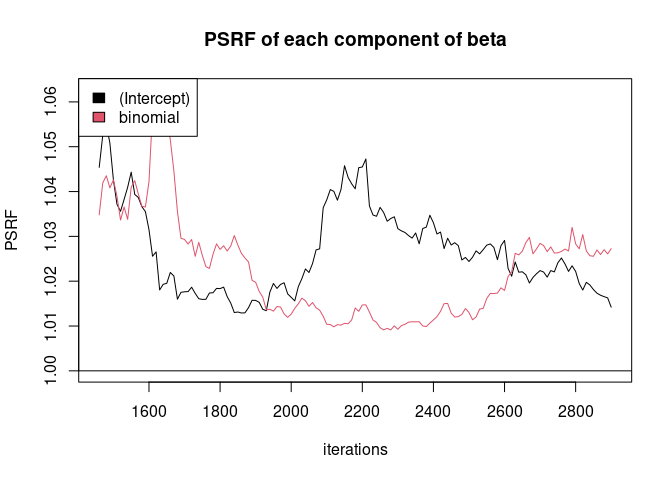 PSRF of each component of beta
(Intercept)
binomial
PSRF
1.06
1.05
1.04
1.03
1.02
1.01
1.00
1600 1800 2000 2200 2400 2600 2800
iterations